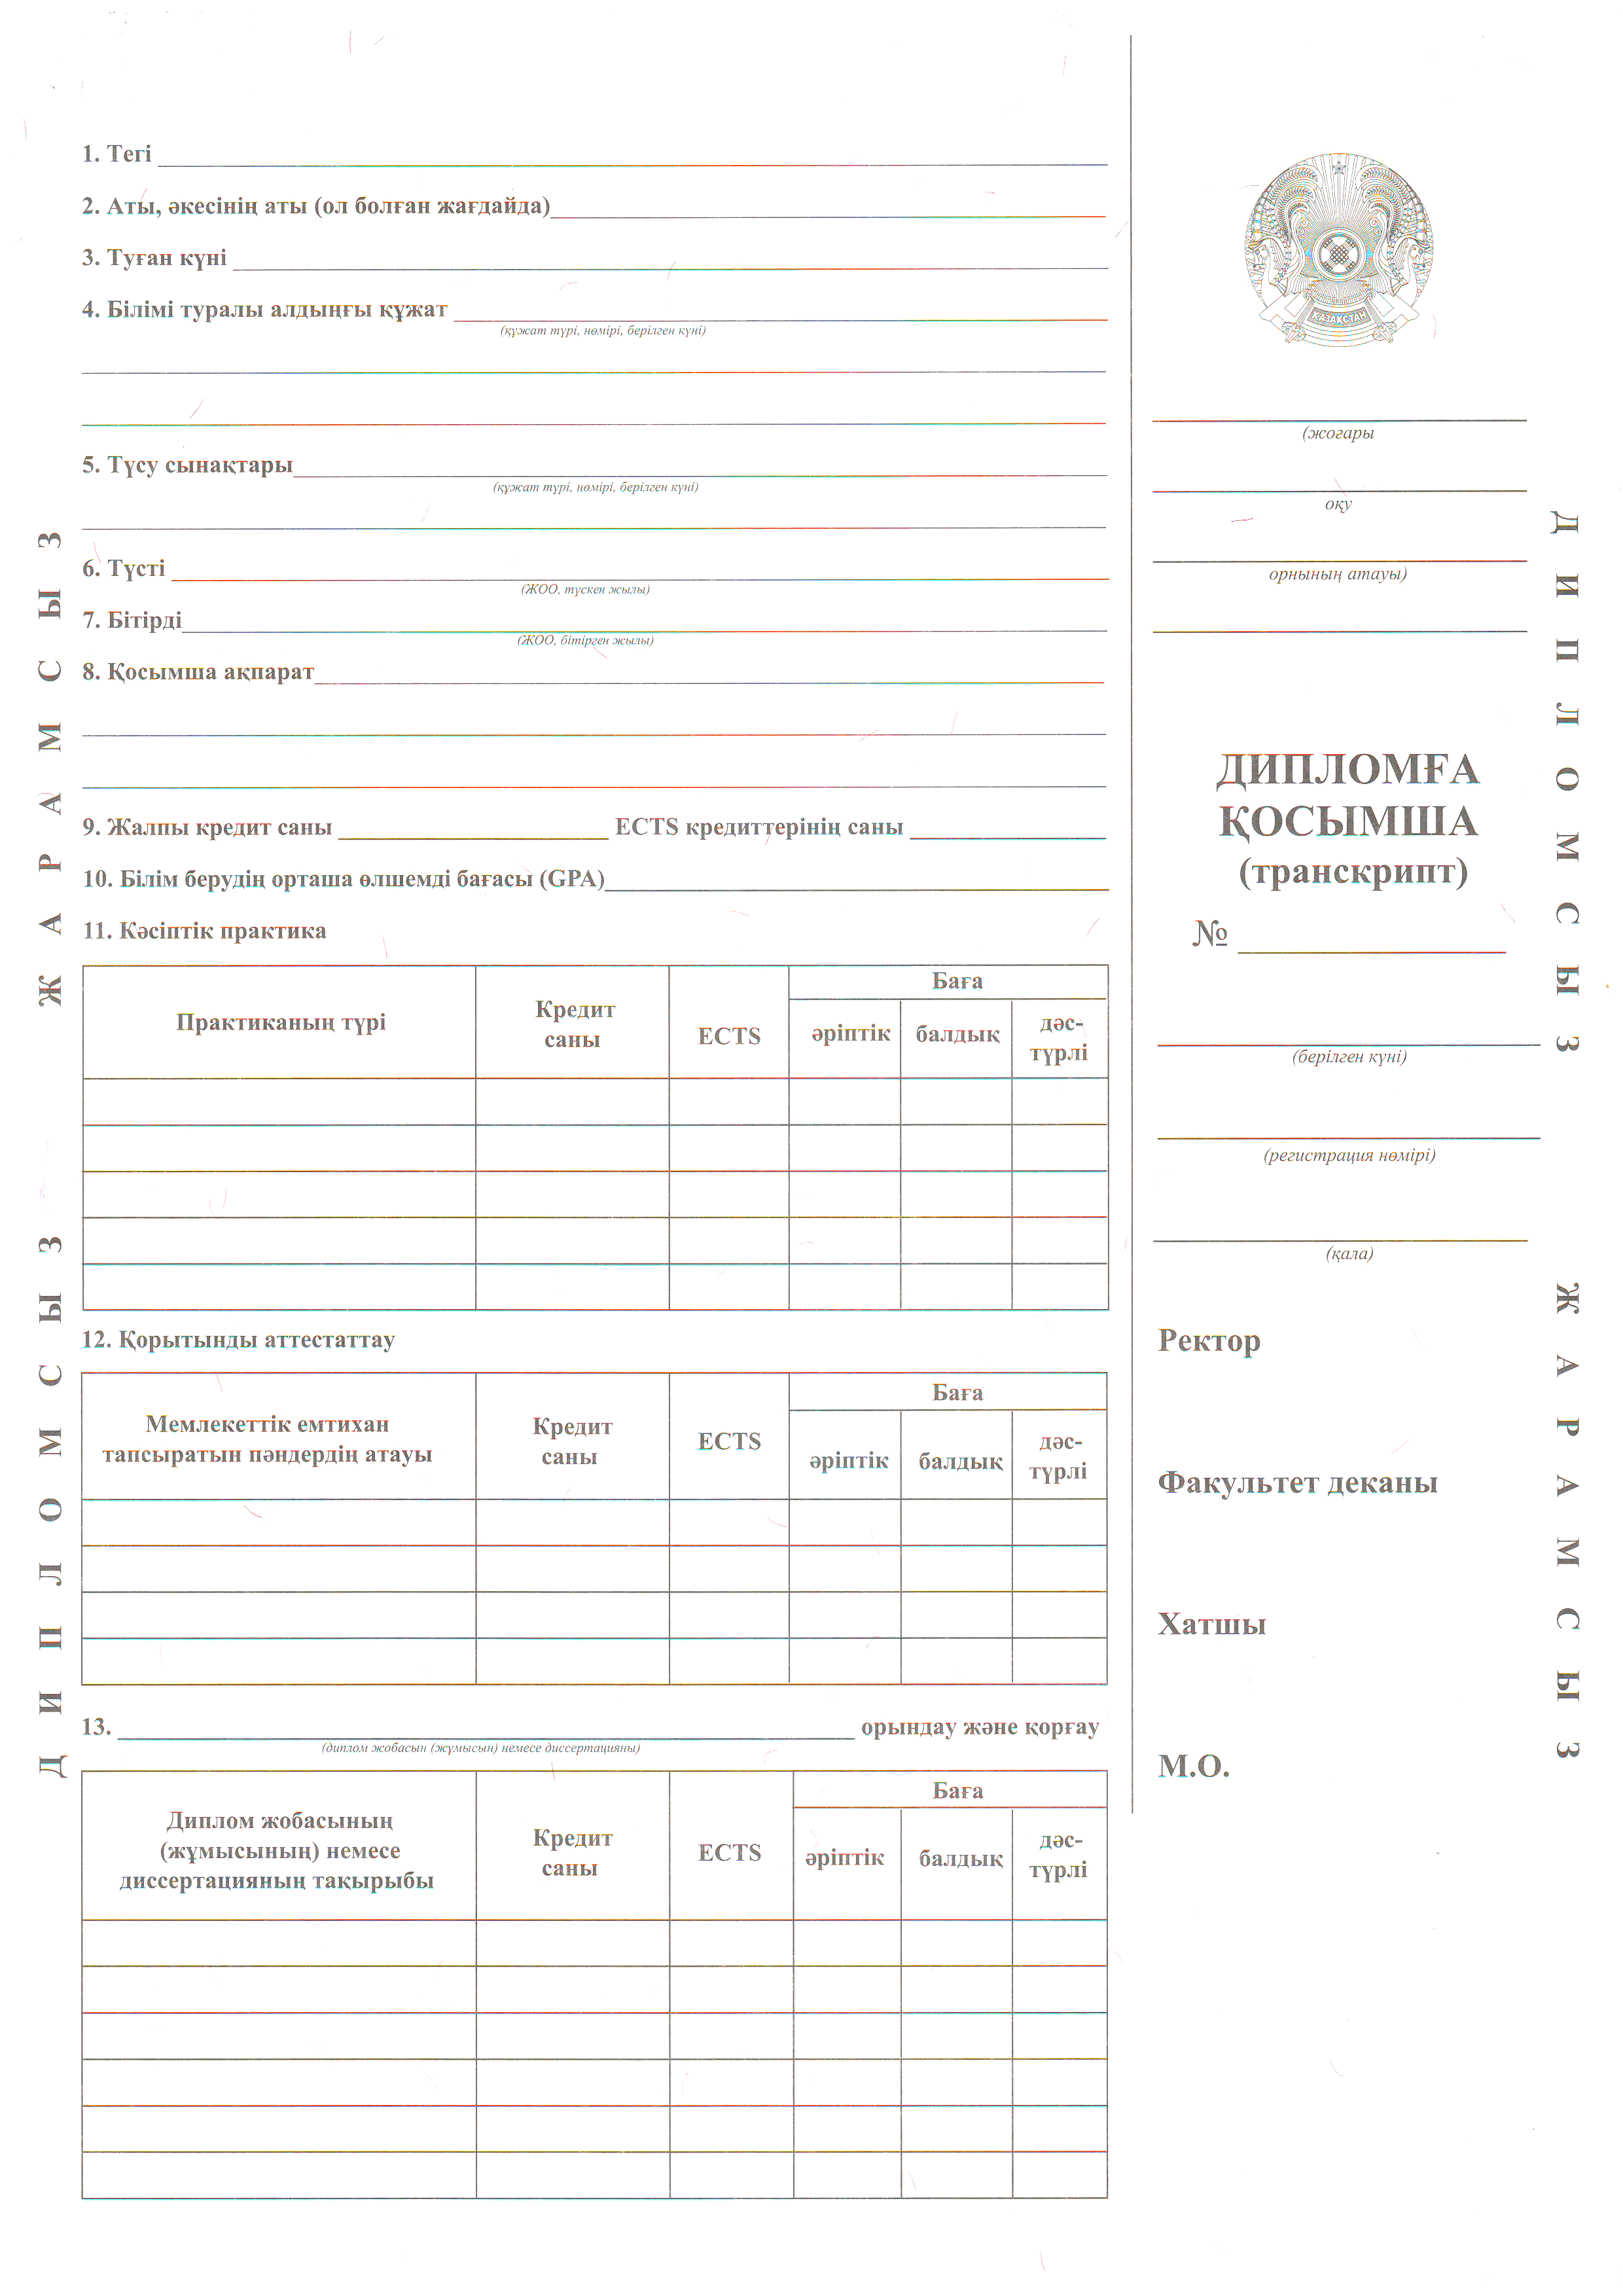 1. Тегі
2. Аты, әкесінің аты (ол болған жағдайда)
3. Туған күні
4. Білімі туралы алдыңғы құжат
(құжат түрі, нөмірі, берілген күні)
5. Түсу сынақтары
(құжат түрі, нөмірі, берілген күні)
6. Түсті
(ЖОО, түскен жылы)
7. Бітірді
(ЖОО, бітірген жылы)
8. Қосымша ақпарат
9. Жалпы кредит саны ECTS кредиттерінің саны
10. Білім берудің орташа өлшемді бағасы (GPA)
11. Кәсіптік практика
Практиканың түрі
Кредит
саны
ECTS
Баға
әріптік
балдық
дәс-
түрлі
12. Қорытынды аттестаттау
Мемлекеттік емтихан
тапсыратын пәндердің атауы
Кредит
саны
ECTS
Баға
әріптік
балдық
дәс-
түрлі
13. орындау және қорғау
(диплом жобасын (жұмысын) немесе диссертацияны)
Диплом жобасының
(жұмысының) немесе
диссертацияның тақырыбы
Кредит
саны
ECTS
Баға
әріптік
балдық
дәс-
түрлі
ҚАЗАҚСТАН
(жоғары
оқу
орнының атауы)
ДИПЛОМҒА
ҚОСЫМША
(транскрипт)
№
(берілген күні)
(регистрация нөмірі)
(қала)
Ректор
Факультет деканы
Хатшы
М.О.
ДИПЛОМСЫЗ ЖАРАМСЫЗ
ДИПЛОМСЫЗ ЖАРАМСЫЗ